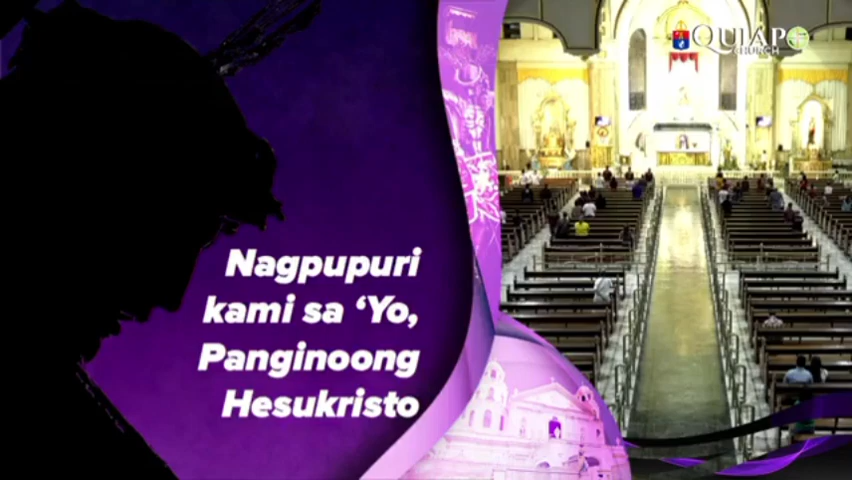 QUIAPO
CHURCH
Nagpupuri
kami sa ‘Yo,
Panginoong
Hesukristo